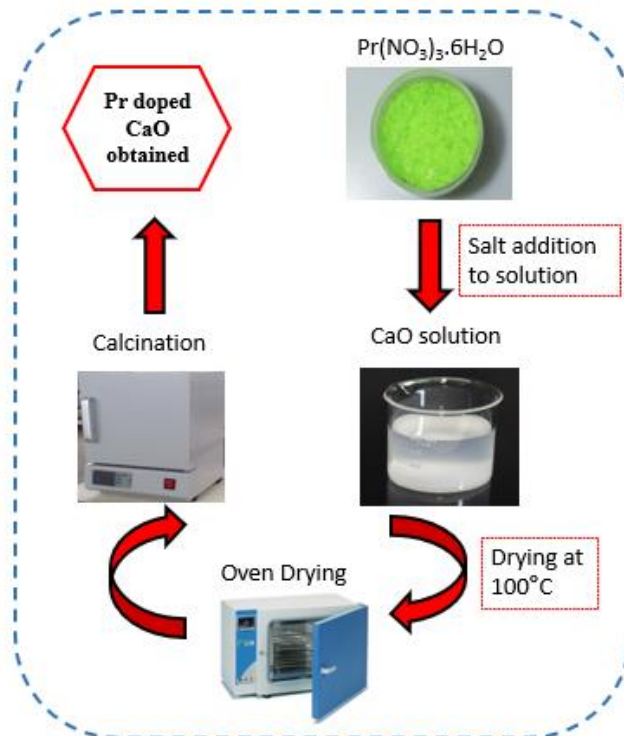 Pr(NO₃)₃.6H₂O
Salt addition
to solution
CaO solution
Drying at
100°C
Oven Drying
Calcination
Pr doped
CaO
obtained